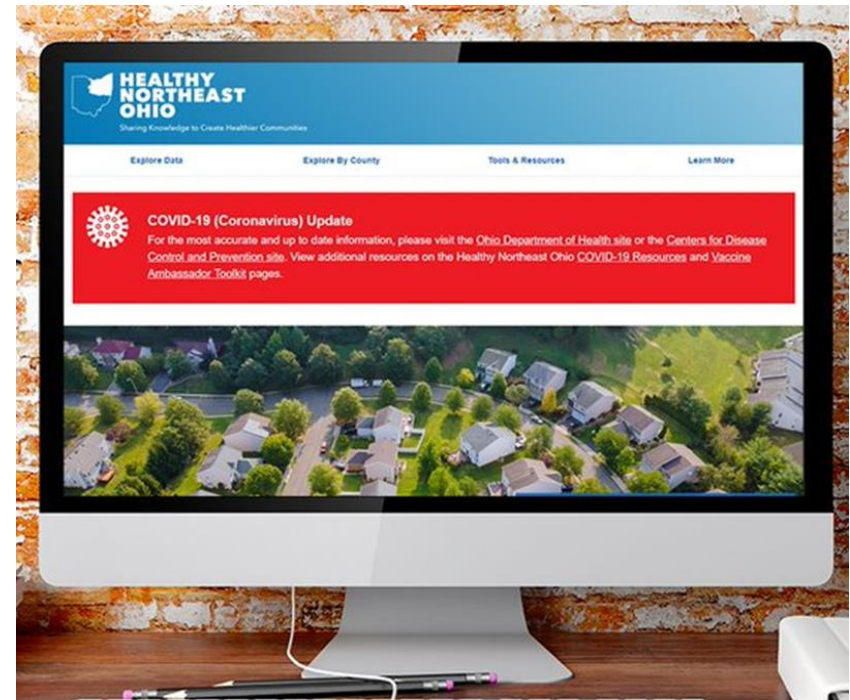 HEALTHY
NORTHEAST
OHIO
Sharing Knowledge to Create Healthier Communities
Explore Data
Explore By County
Tools & Resources
Learn More
COVID-19 (Coronavirus) Update
For the most accurate and up to date information, please visit the Ohio Department of Health site or the Centers for Disease
Control and Prevention site. View additional resources on the Healthy Northeast Ohio COVID-19 Resources and Vaccine
Ambassador Toolkit pages.